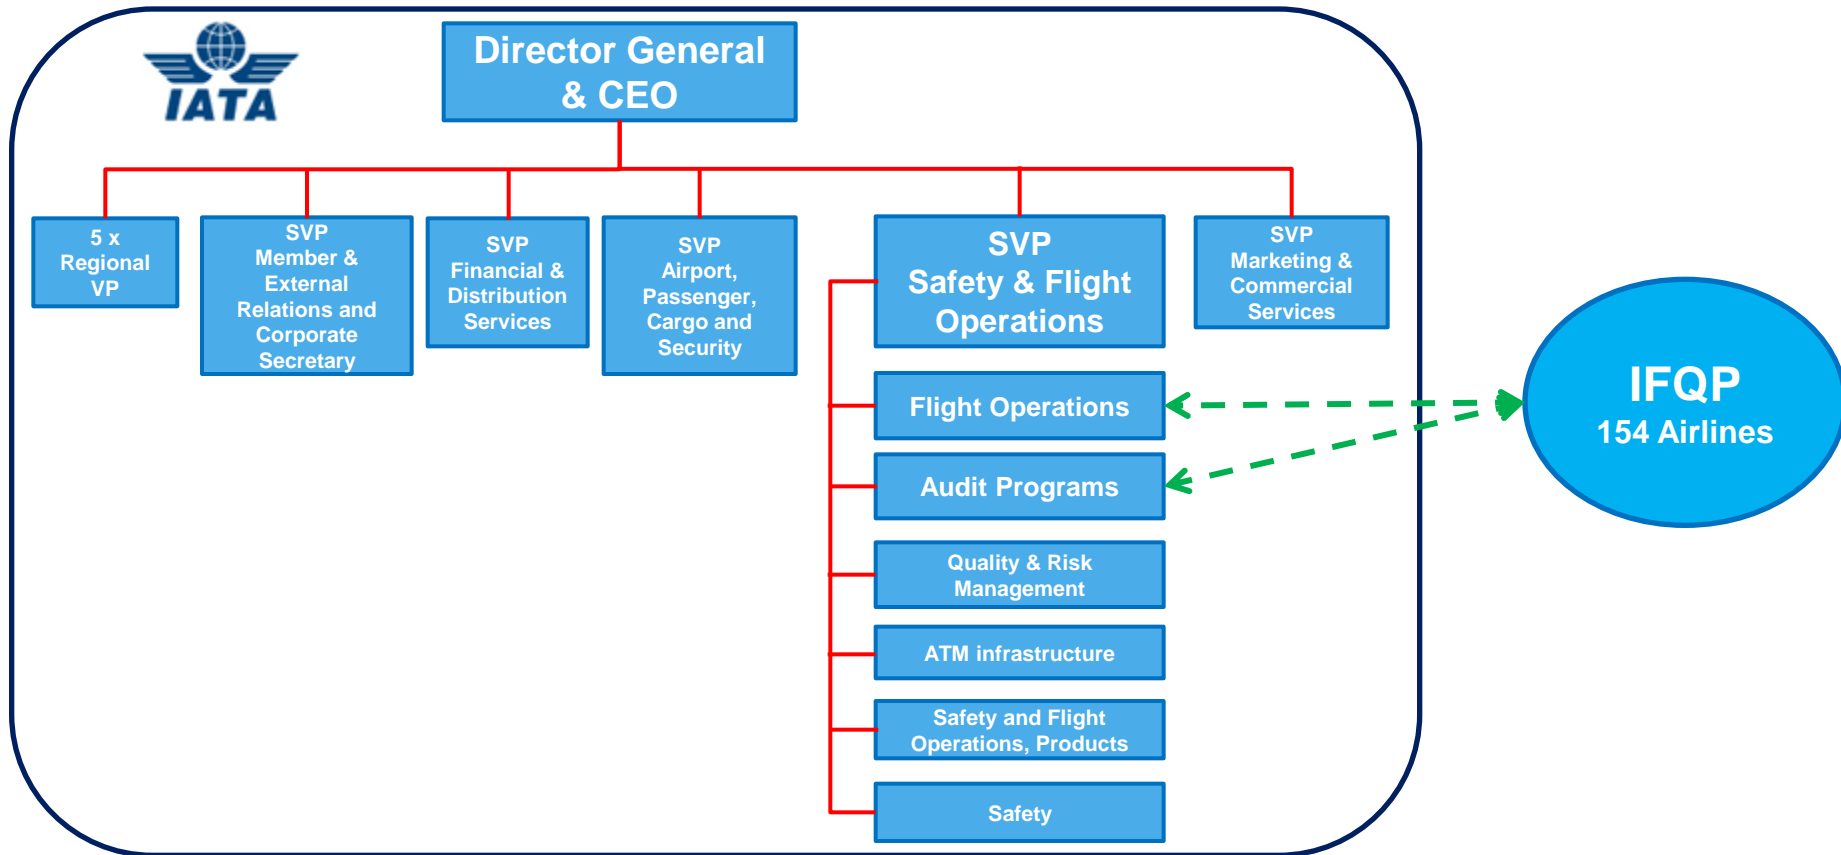 IATA
Director General
& CEO
5 x
Regional
VP
SVP
Member &
External
Relations and
Corporate
Secretary
SVP
Financial &
Distribution
Services
SVP
Airport,
Passenger,
Cargo and
Security
SVP
Safety & Flight
Operations
SVP
Marketing &
Commercial
Services
Flight Operations
Audit Programs
Quality & Risk
Management
ATM infrastructure
Safety and Flight
Operations, Products
Safety
IFQP
154 Airlines